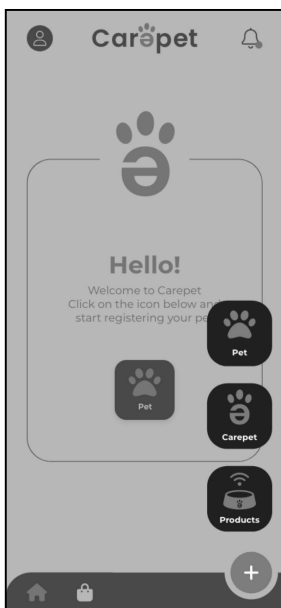 Carəpet
Hello!
Welcome to Carepet
Click on the icon below and
start registering your pe
Pet
Pet
Carepet
Products